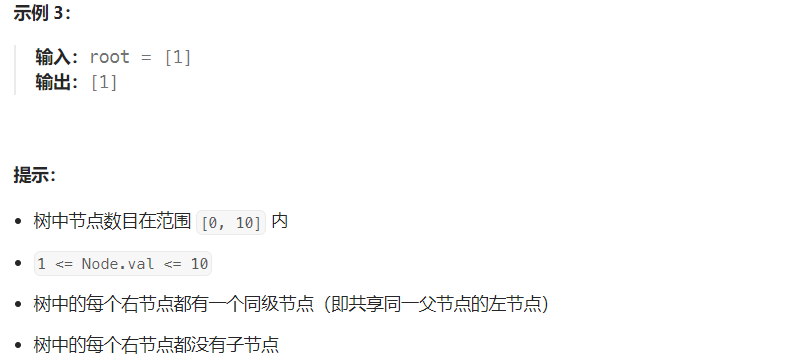 示例 3：
输入：root = [1]
输出：[1]
提示：
• 树中节点数目在范围 [0, 10] 内
• 1 <= Node.val <= 10
• 树中的每个右节点都有一个同级节点（即共享同一父节点的左节点）
• 树中的每个右节点都没有子节点